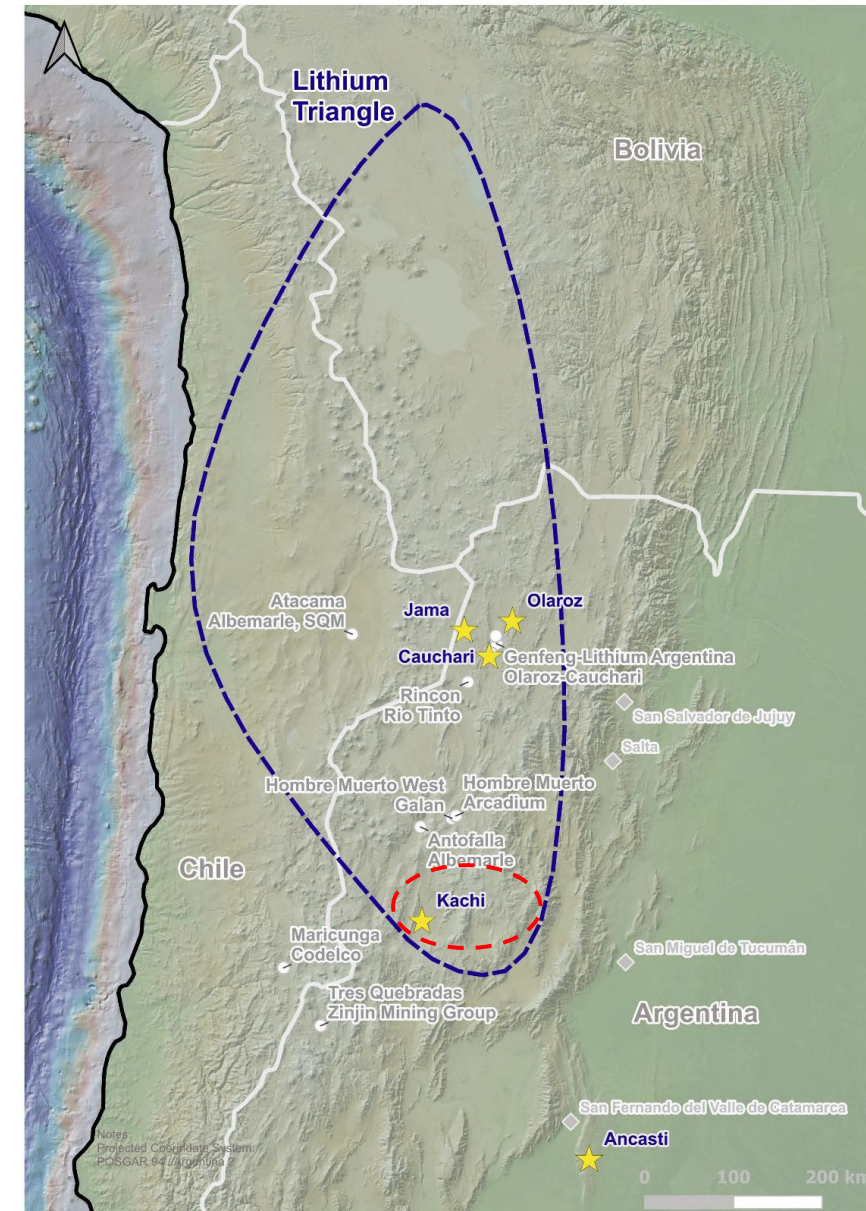 Lithium
Triangle
Bolivia
Atacama
Albemarle, SQM
Jama
Olaroz
Cauchari
Genfeng-Lithium Argentina
Olaroz-Cauchari
Rincon
Rio Tinto
San Salvador de Jujuy
Salta
Hombre Muerto West
Galan
Hombre Muerto
Arcadium
Antofalla
Albemarle
Chile
Kachi
Maricunga
Codelco
San Miguel de Tucumán
Tres Quebradas
Zinjin Mining Group
Argentina
San Fernando del Valle de Catamarca
Ancasti
Notes:
Projected Coordinate System:
POSGAR 94 / Argentina 2
0 100 200 km